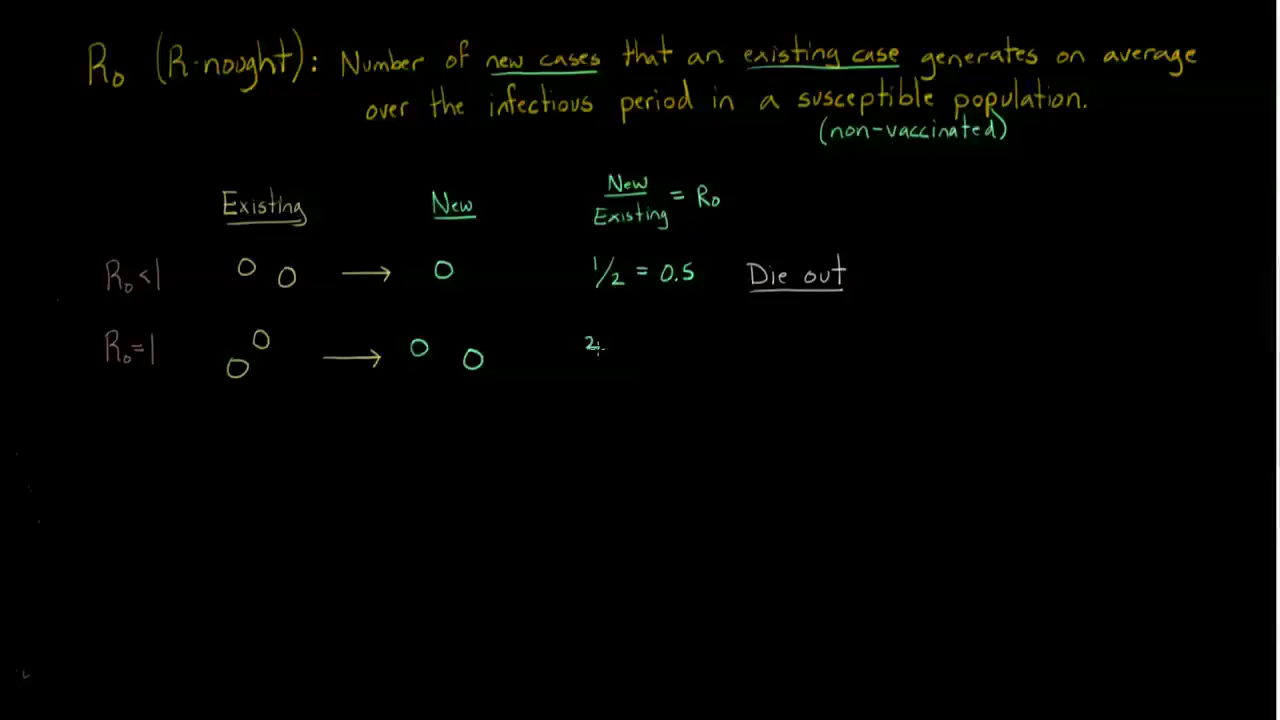 R₀ (R-nought): Number of new cases that an existing case generates on average
over the infectious period in a susceptible population.
(non-vaccinated)
Existing New New/Existing = R₀
R₀<1 O O → O 1/2 = 0.5 Die out
R₀=1 O O → O O 2